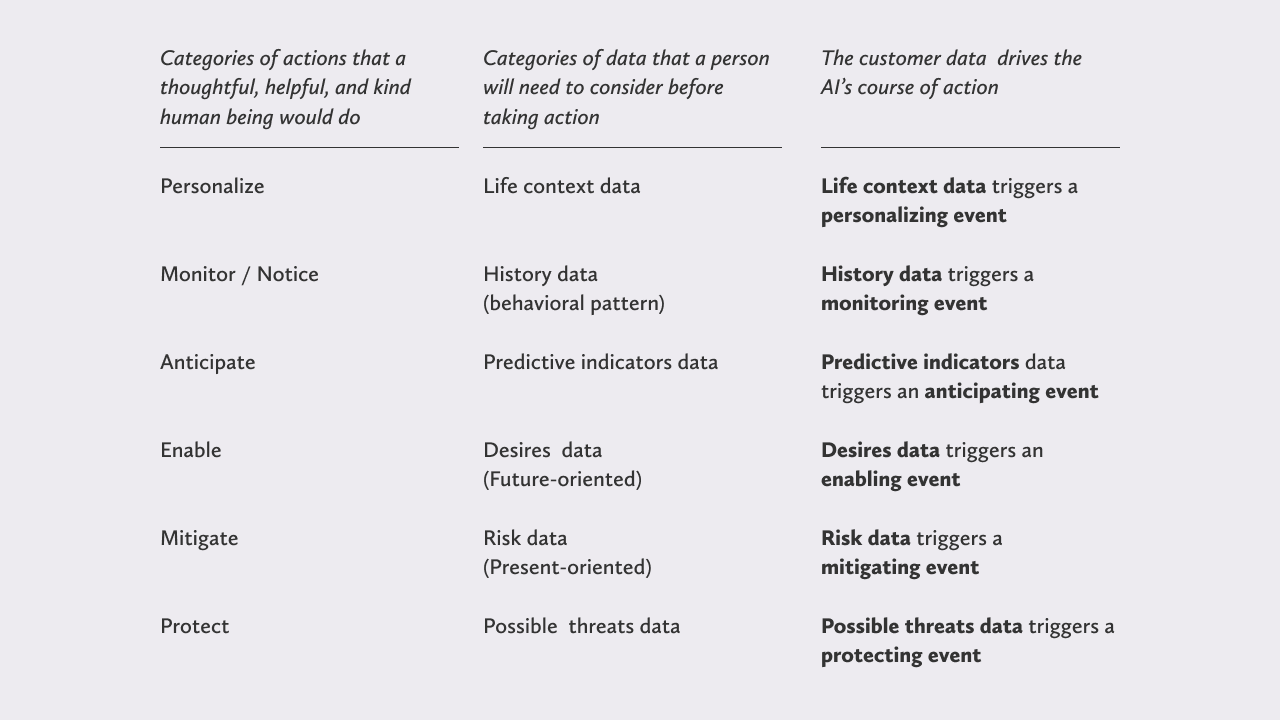 Categories of actions that a
thoughtful, helpful, and kind
human being would do
Categories of data that a person
will need to consider before
taking action
The customer data  drives the
AI’s course of action
Personalize
Life context data
Life context data triggers a
personalizing event
Monitor / Notice
History data
(behavioral pattern)
History data triggers a
monitoring event
Anticipate
Predictive indicators data
Predictive indicators data
triggers an anticipating event
Enable
Desires  data
(Future-oriented)
Desires data triggers an
enabling event
Mitigate
Risk data
(Present-oriented)
Risk data triggers a
mitigating event
Protect
Possible  threats data
Possible threats data triggers a
protecting event